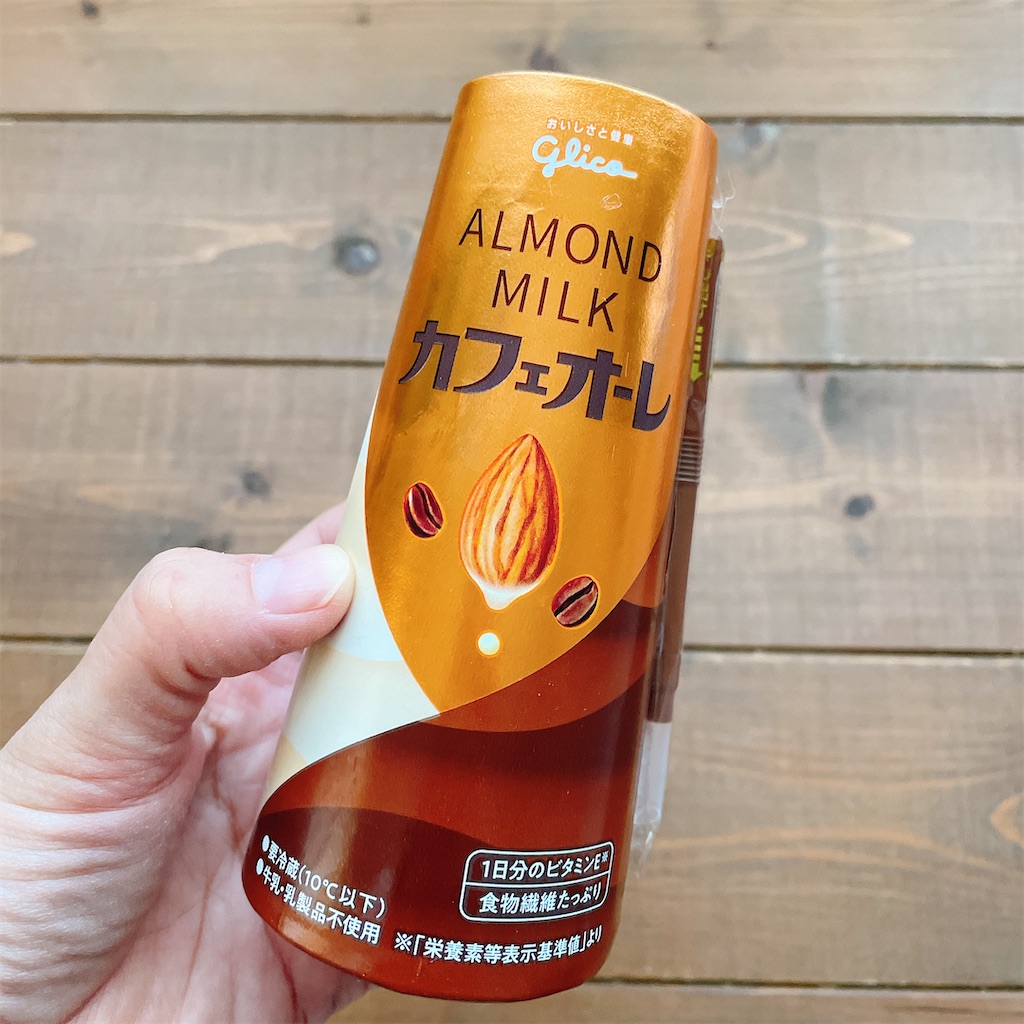 おいしさと健康
Glico
ALMOND
MILK
カフェオーレ
●要冷蔵(10℃以下)
●牛乳・乳製品不使用
1日分のビタミンE※
食物繊維たっぷり
※「栄養素等表示基準値」より